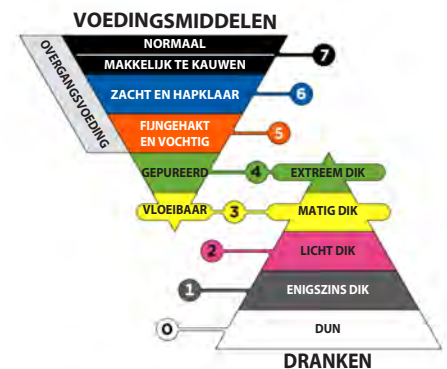 VOEDINGSMIDDELEN
OVERGANGSVOEDING
NORMAAL
7
MAKKELIJK TE KAUWEN
ZACHT EN HAPKLAAR
6
FIJNGEHAKT
EN VOCHTIG
5
GEPUREERD
4
EXTREEM DIK
VLOEIBAAR
3
MATIG DIK
2
LICHT DIK
1
ENIGSZINS DIK
0
DUN
DRANKEN